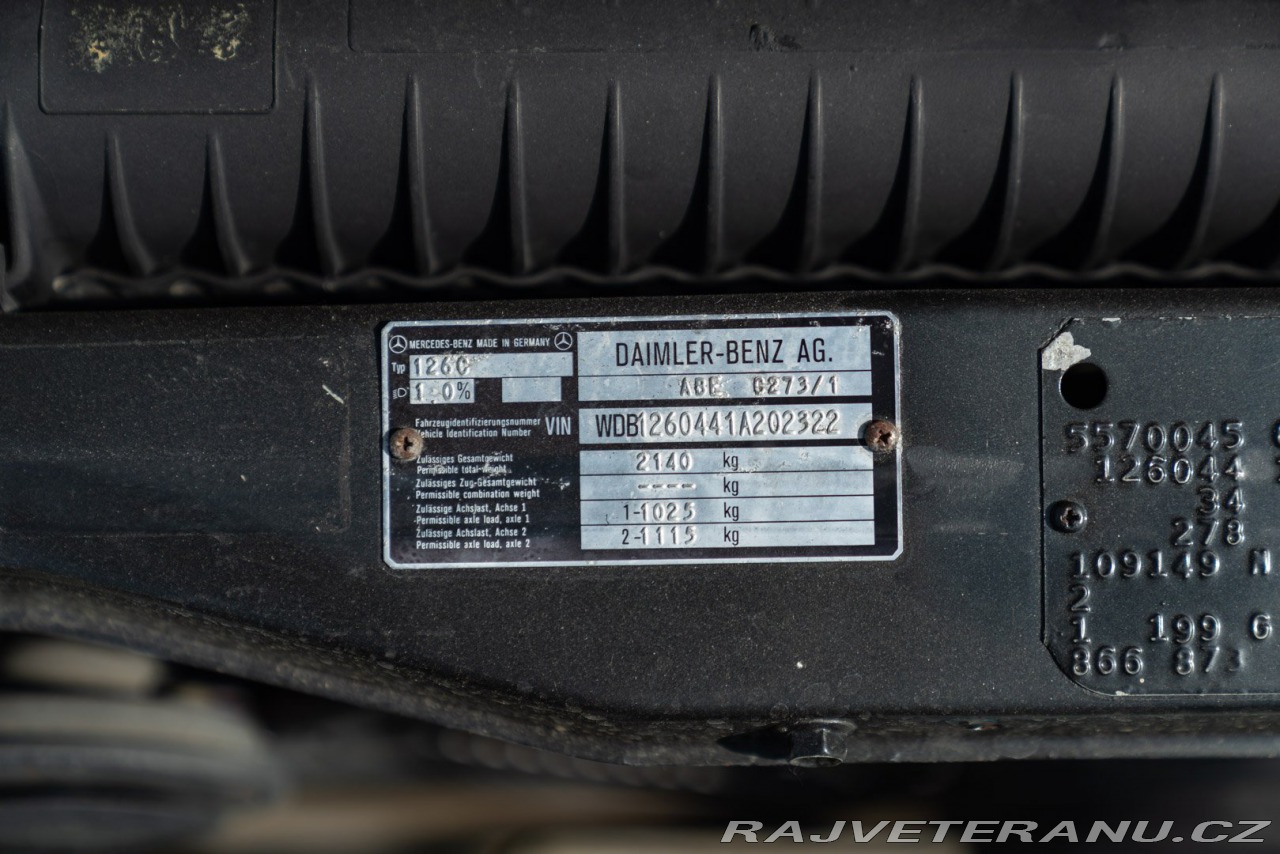 MERCEDES-BENZ MADE IN GERMANY
DAIMLER-BENZ AG.
Typ 126C
ABE C273/1
1.0%
Fahrzeugidentifizierungsnummer
Vehicle Identification Number
VIN WDB1260441A202322
Zulässiges Gesamtgewicht
Permissible total weight
2140 kg
Zulässiges Zug-Gesamtgewicht
Permissible combination weight
---- kg
Zulässige Achslast, Achse 1
Permissible axle load, axle 1
1-1025 kg
Zulässige Achslast, Achse 2
Permissible axle load, axle 2
2-1115 kg
5570045
126044
34
278
109149 N
2
1 199 6
866 873
RAJVETERANU.CZ